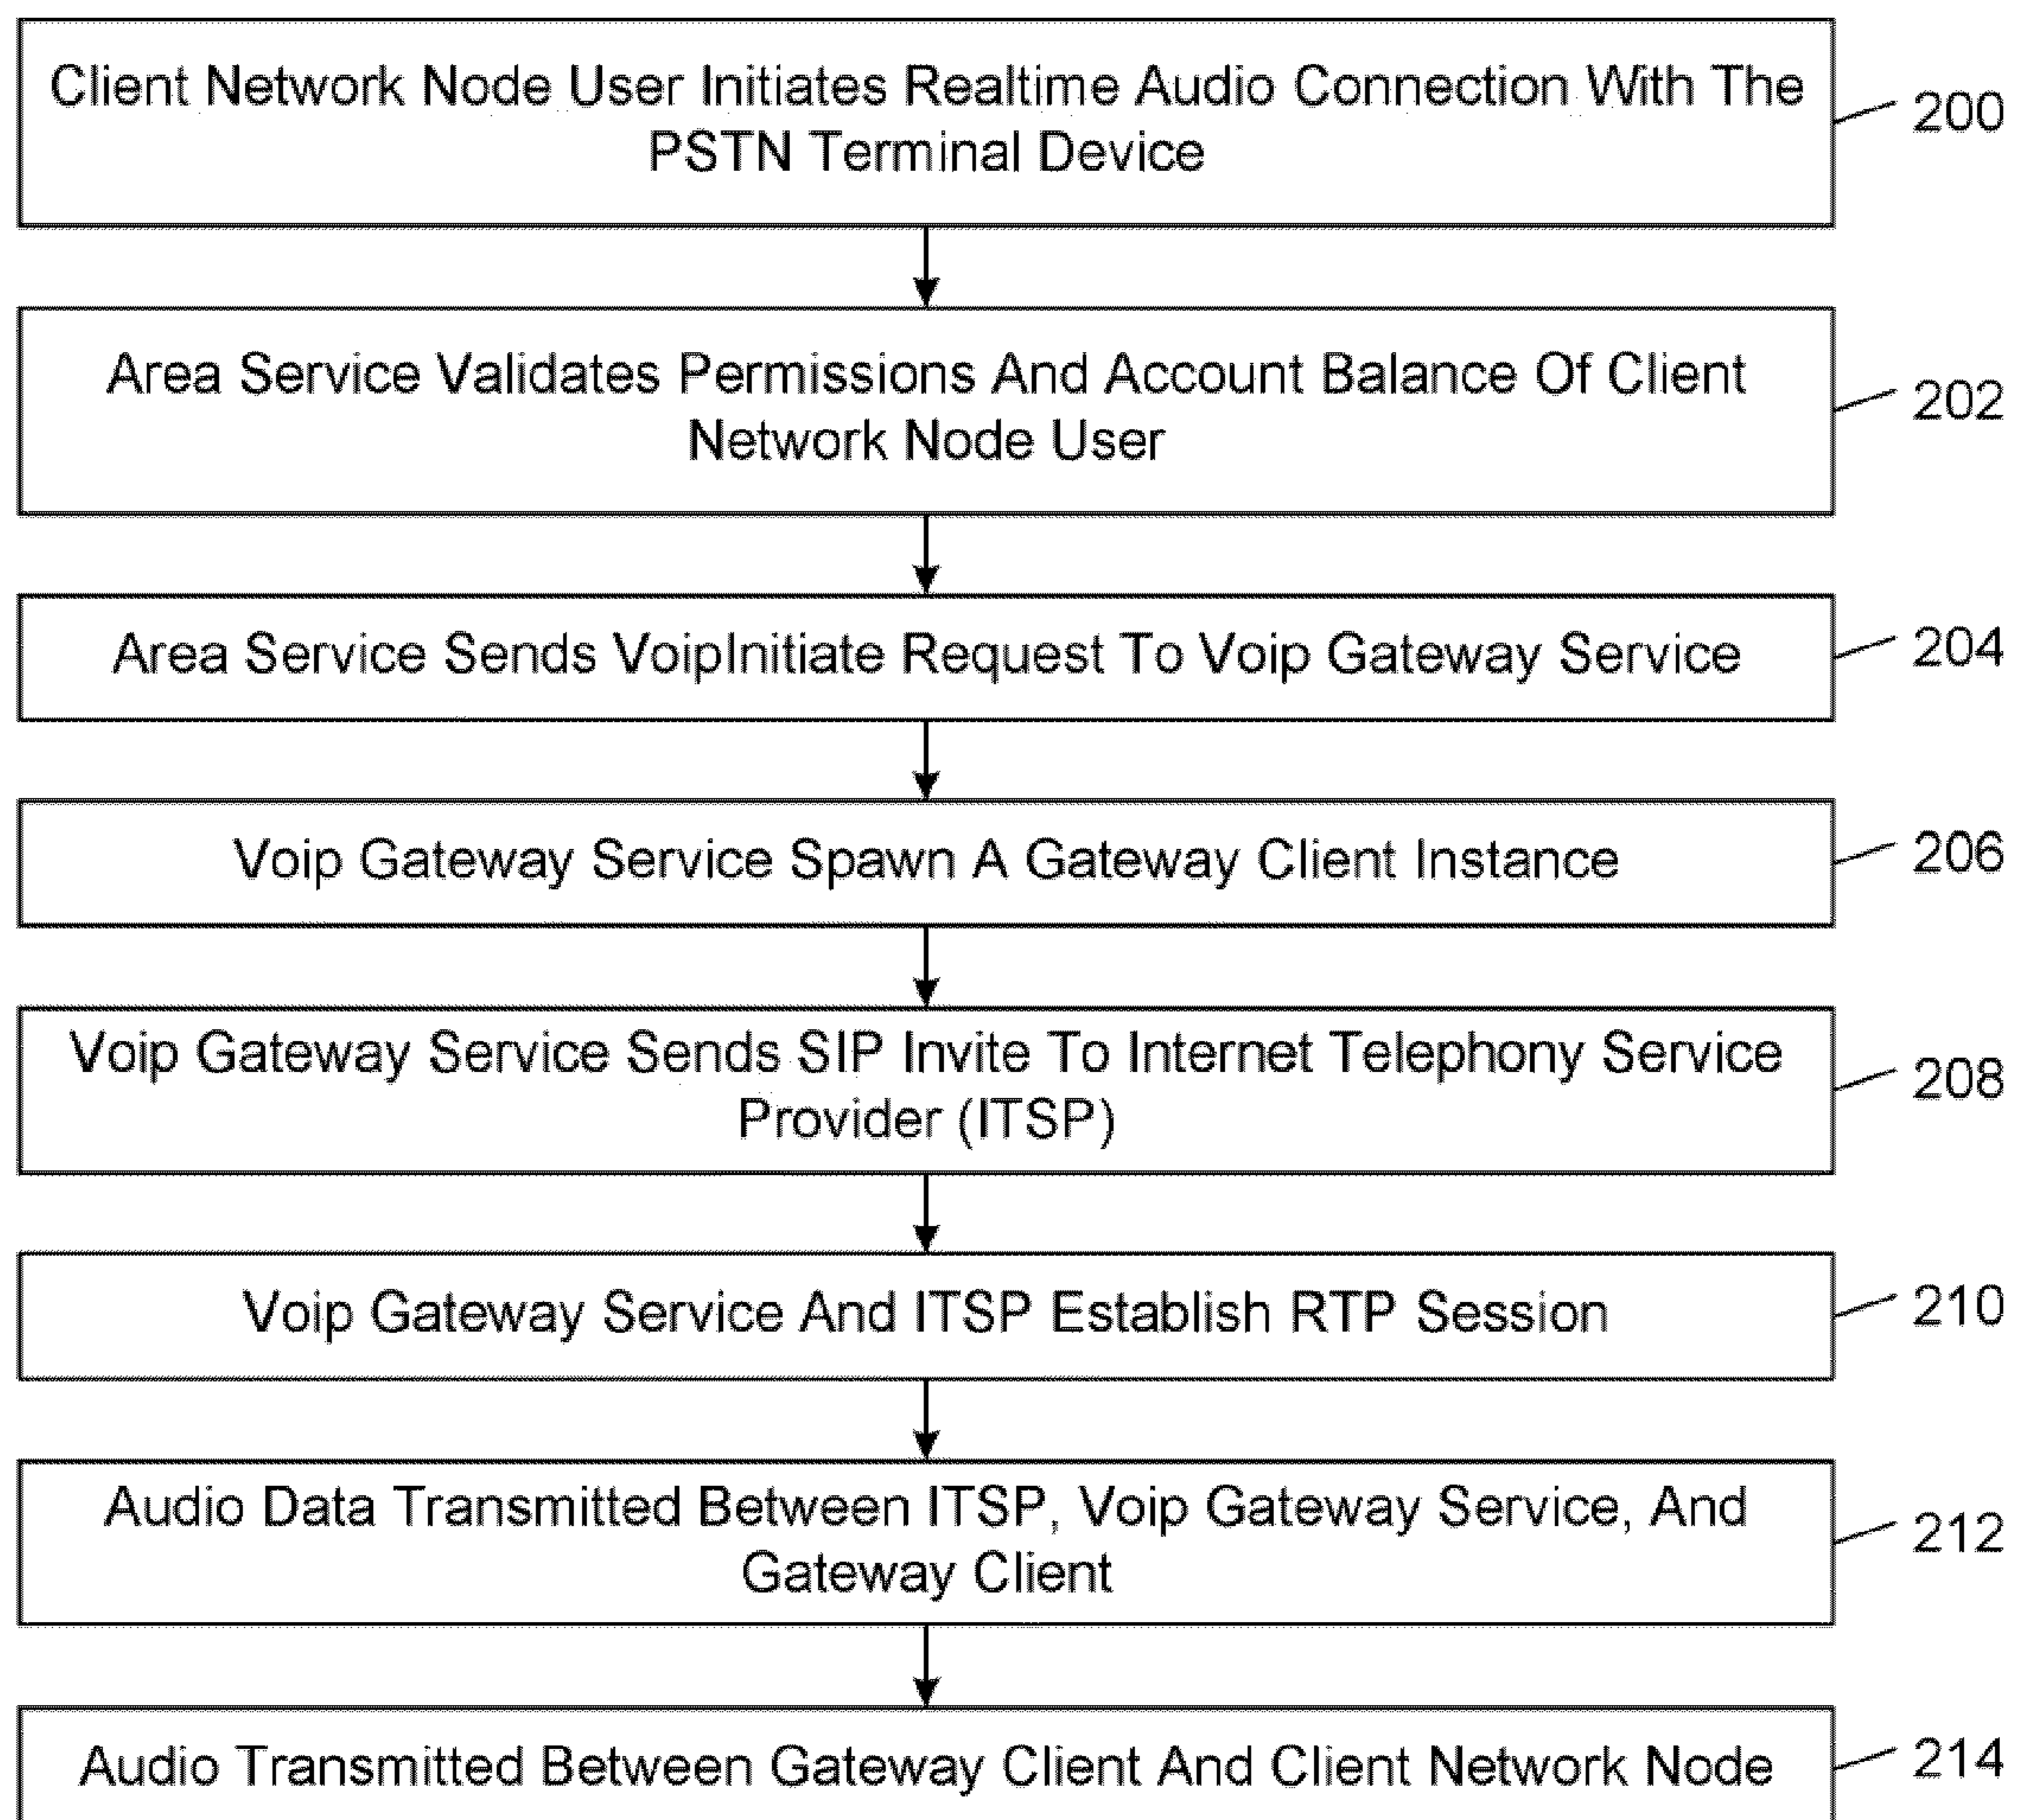 Client Network Node User Initiates Realtime Audio Connection With The
PSTN Terminal Device
200
Area Service Validates Permissions And Account Balance Of Client
Network Node User
202
Area Service Sends VoipInitiate Request To Voip Gateway Service
204
Voip Gateway Service Spawn A Gateway Client Instance
206
Voip Gateway Service Sends SIP Invite To Internet Telephony Service
Provider (ITSP)
208
Voip Gateway Service And ITSP Establish RTP Session
210
Audio Data Transmitted Between ITSP, Voip Gateway Service, And
Gateway Client
212
Audio Transmitted Between Gateway Client And Client Network Node
214